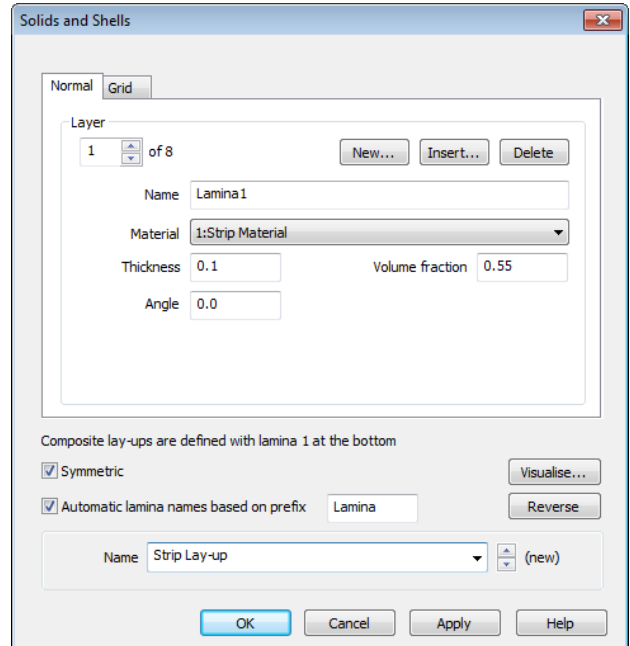 Solids and Shells
Normal Grid
Layer
1 of 8 New... Insert... Delete
Name Lamina1
Material 1:Strip Material
Thickness 0.1 Volume fraction 0.55
Angle 0.0
Composite lay-ups are defined with lamina 1 at the bottom
Symmetric Visualise...
Automatic lamina names based on prefix Lamina Reverse
Name Strip Lay-up (new)
OK Cancel Apply Help